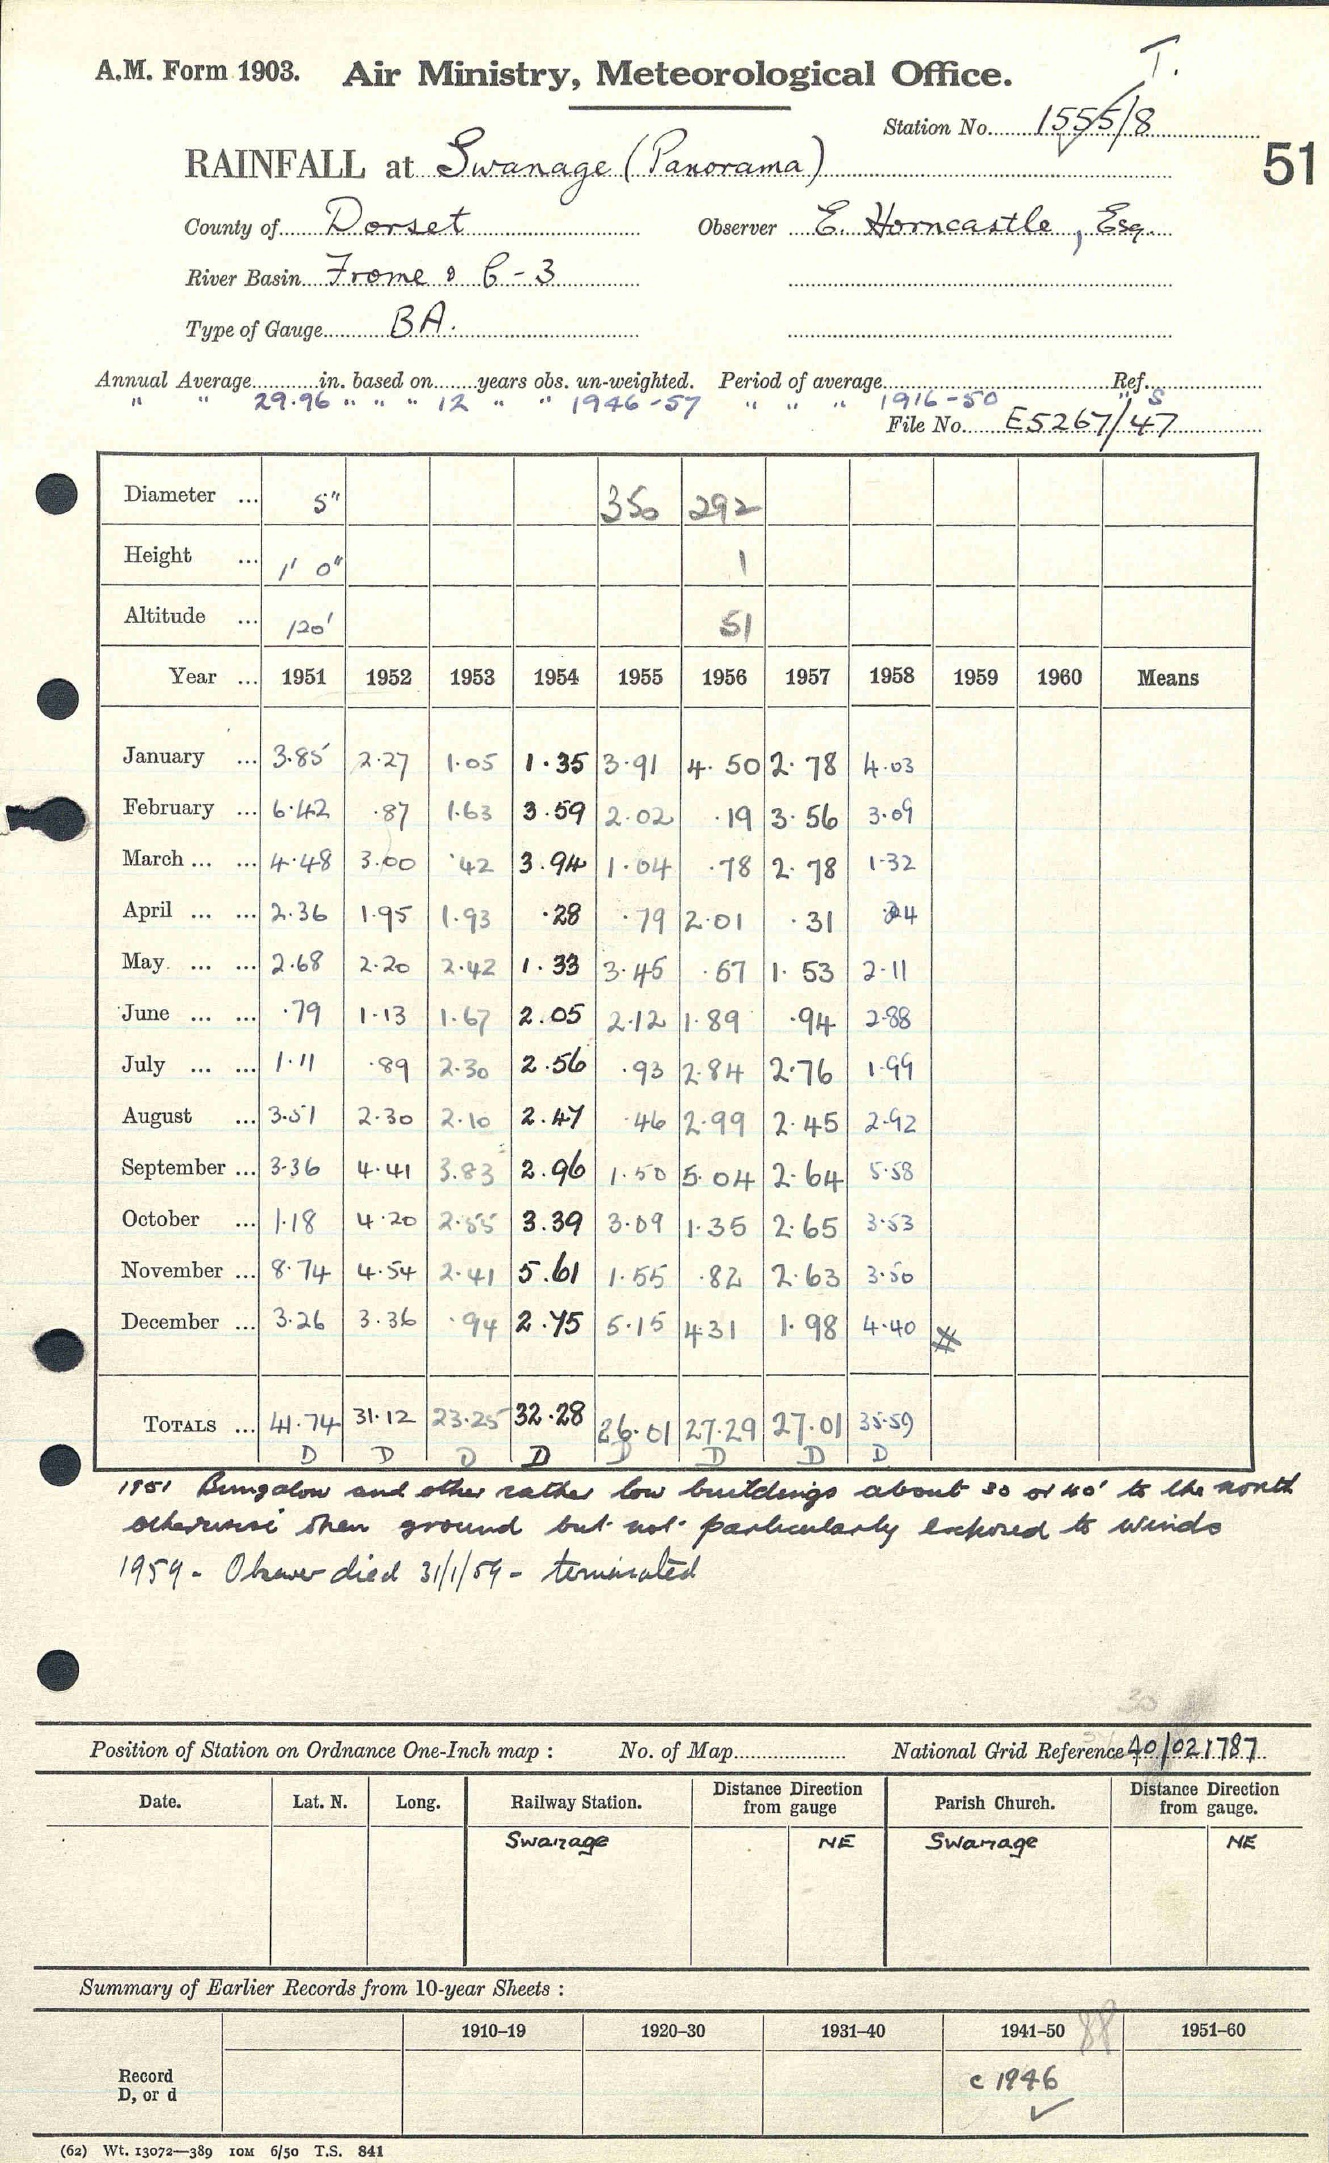 T.
A.M. Form 1903. Air Ministry, Meteorological Office.
Station No. 1555/8
51
RAINFALL at Swanage (Panorama)
County of Dorset Observer E. Horncastle, Esq.
River Basin Frome & C-3
Type of Gauge BA.
Annual Average in. based on years obs. un-weighted. Period of average Ref.
" " 29.96 " " " 12 " " 1946-57 " " " 1916-50 " S
File No. E5267/47
Diameter ... 5" 350 292
Height ... 1' 0" 1
Altitude ... 120' 51
Year ... 1951 1952 1953 1954 1955 1956 1957 1958 1959 1960 Means
January ... 3.85 2.27 1.05 1.35 3.91 4.50 2.78 4.03
February ... 6.42 .87 1.63 3.59 2.02 .19 3.56 3.09
March ... ... 4.48 3.00 .42 3.94 1.04 .78 2.78 1.32
April ... ... 2.36 1.95 1.93 .28 .79 2.01 .31 .24
May ... ... 2.68 2.20 2.42 1.33 3.45 .57 1.53 2.11
June ... ... .79 1.13 1.67 2.05 2.12 1.89 .94 2.88
July ... ... 1.11 .89 2.30 2.56 .93 2.84 2.76 1.99
August ... 3.51 2.30 2.10 2.47 .46 2.99 2.45 2.92
September ... 3.36 4.41 3.83 2.96 1.50 5.04 2.64 5.58
October ... 1.18 4.20 2.55 3.39 3.09 1.35 2.65 3.53
November ... 8.74 4.54 2.41 5.61 1.55 .82 2.63 3.50
December ... 3.26 3.36 .94 2.75 5.15 4.31 1.98 4.40
TOTALS ... 41.74 31.12 23.25 32.28 26.01 27.29 27.01 35.59
D D D D D D D D
1951 Bungalow and other rather low buildings about 30 or 40' to the north
otherwise open ground but not particularly exposed to winds
1959 - Observer died 31/1/59 - terminated
30
Position of Station on Ordnance One-Inch map : No. of Map National Grid Reference 40/021787
Date. Lat. N. Long. Railway Station. Distance Direction from gauge Parish Church. Distance Direction from gauge.
Swanage NE Swanage NE
Summary of Earlier Records from 10-year Sheets :
1910–19 1920–30 1931–40 1941–50 88 1951–60
Record D, or d c 1946
(62) Wt. 13072—389 10M 6/50 T.S. 841